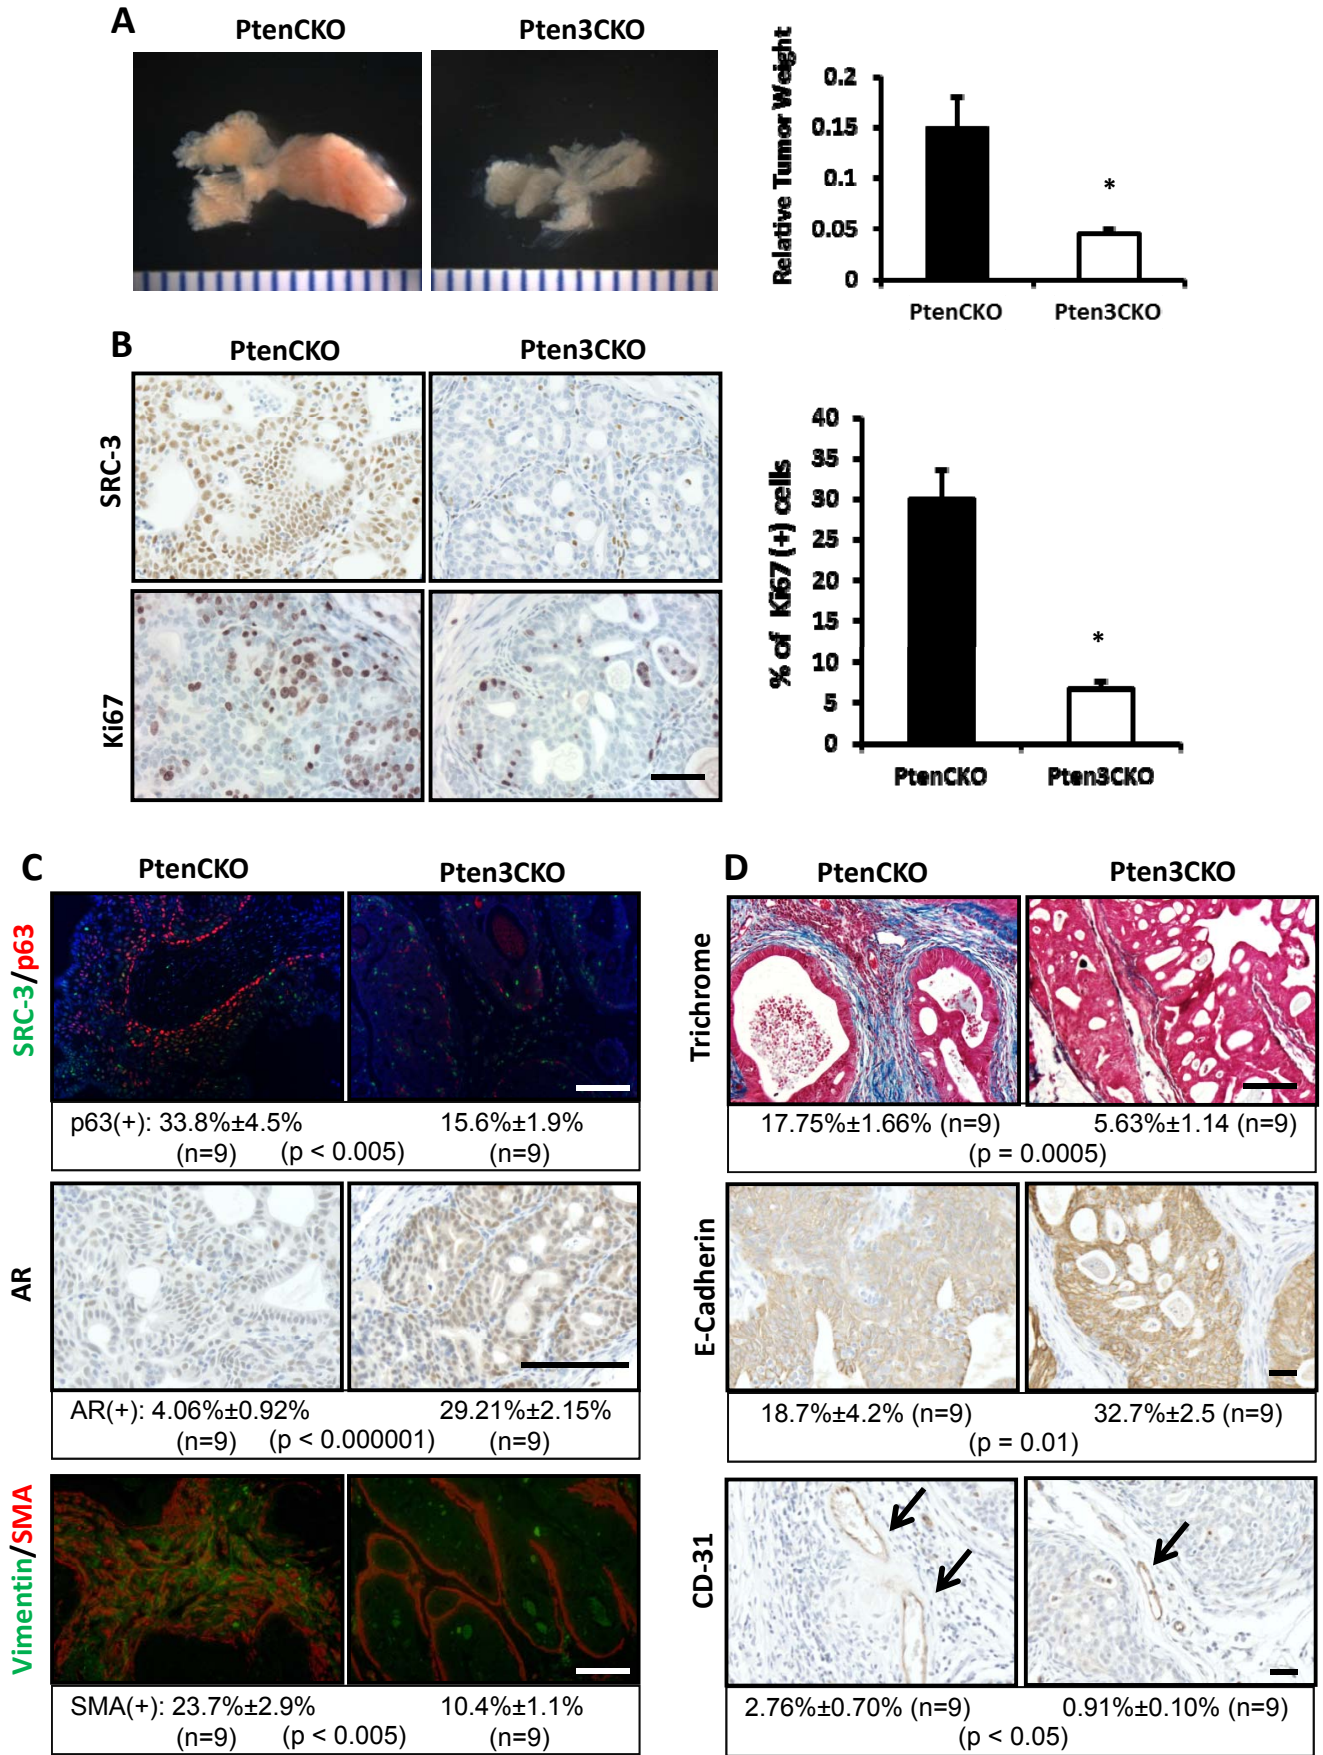 A
PtenCKO
Pten3CKO
Relative Tumor Weight
0.2
0.15
0.1
0.05
0
*
PtenCKO
Pten3CKO
B
PtenCKO
Pten3CKO
SRC-3
Ki67
% of Ki67 (+) cells
40
35
30
25
20
15
10
5
0
*
PtenCKO
Pten3CKO
C
PtenCKO
Pten3CKO
SRC-3/p63
p63(+): 33.8%±4.5% 15.6%±1.9%
(n=9) (p < 0.005) (n=9)
AR
AR(+): 4.06%±0.92% 29.21%±2.15%
(n=9) (p < 0.000001) (n=9)
Vimentin/SMA
SMA(+): 23.7%±2.9% 10.4%±1.1%
(n=9) (p < 0.005) (n=9)
D
PtenCKO
Pten3CKO
Trichrome
17.75%±1.66% (n=9) 5.63%±1.14 (n=9)
(p = 0.0005)
E-Cadherin
18.7%±4.2% (n=9) 32.7%±2.5 (n=9)
(p = 0.01)
CD-31
2.76%±0.70% (n=9) 0.91%±0.10% (n=9)
(p < 0.05)